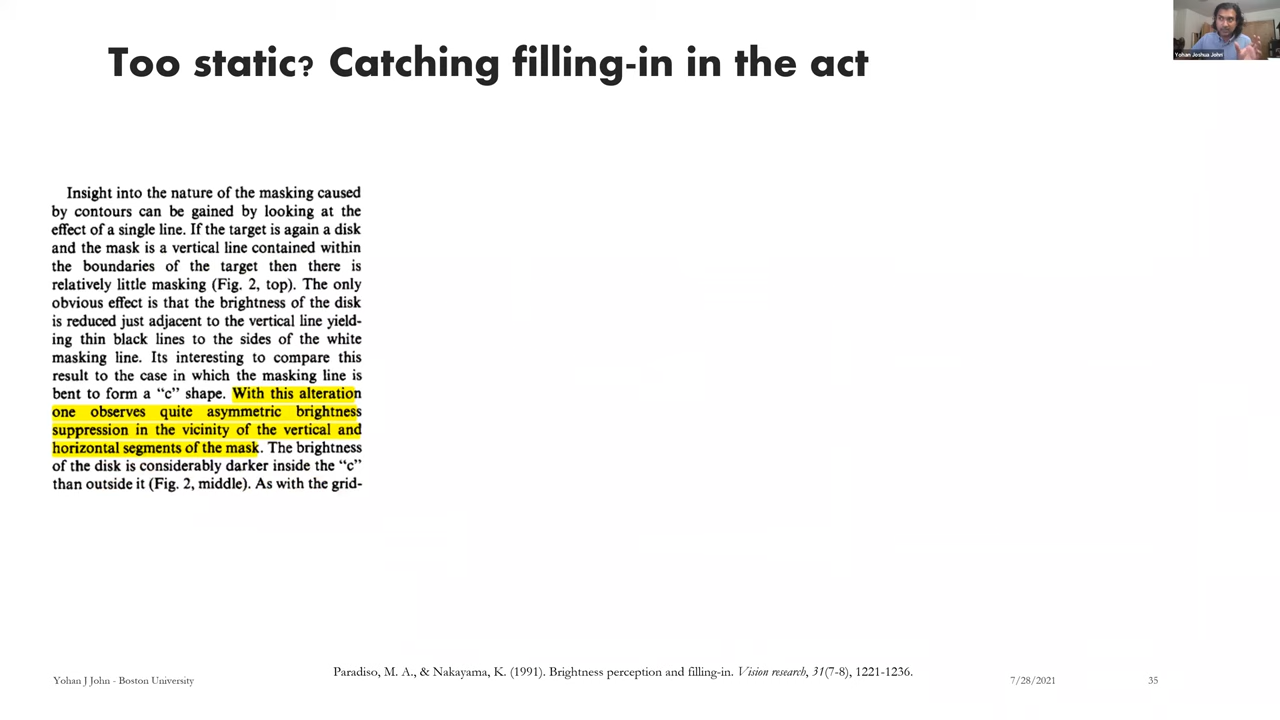 Too static? Catching filling-in in the act
Yohan Joshua John
Insight into the nature of the masking caused
by contours can be gained by looking at the
effect of a single line. If the target is again a disk
and the mask is a vertical line contained within
the boundaries of the target then there is
relatively little masking (Fig. 2, top). The only
obvious effect is that the brightness of the disk
is reduced just adjacent to the vertical line yield-
ing thin black lines to the sides of the white
masking line. Its interesting to compare this
result to the case in which the masking line is
bent to form a “c” shape. With this alteration
one observes quite asymmetric brightness
suppression in the vicinity of the vertical and
horizontal segments of the mask. The brightness
of the disk is considerably darker inside the “c”
than outside it (Fig. 2, middle). As with the grid-
Paradiso, M. A., & Nakayama, K. (1991). Brightness perception and filling-in. Vision research, 31(7-8), 1221-1236.
Yohan J John - Boston University
7/28/2021
35